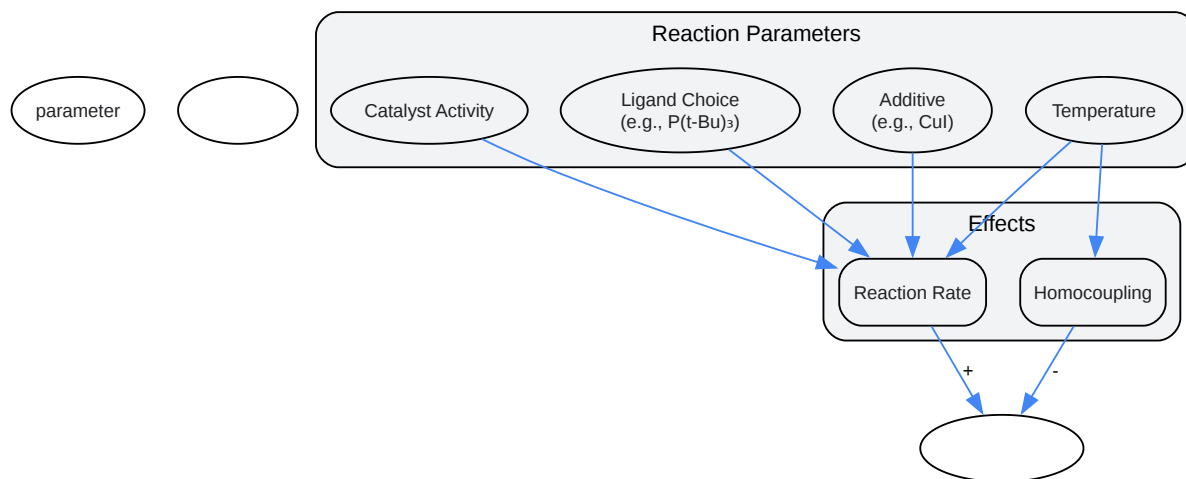 Reaction Parameters
parameter
Catalyst Activity
Ligand Choice
(e.g., P(t-Bu)₃)
Additive
(e.g., CuI)
Temperature
Effects
Reaction Rate
Homocoupling
+
-